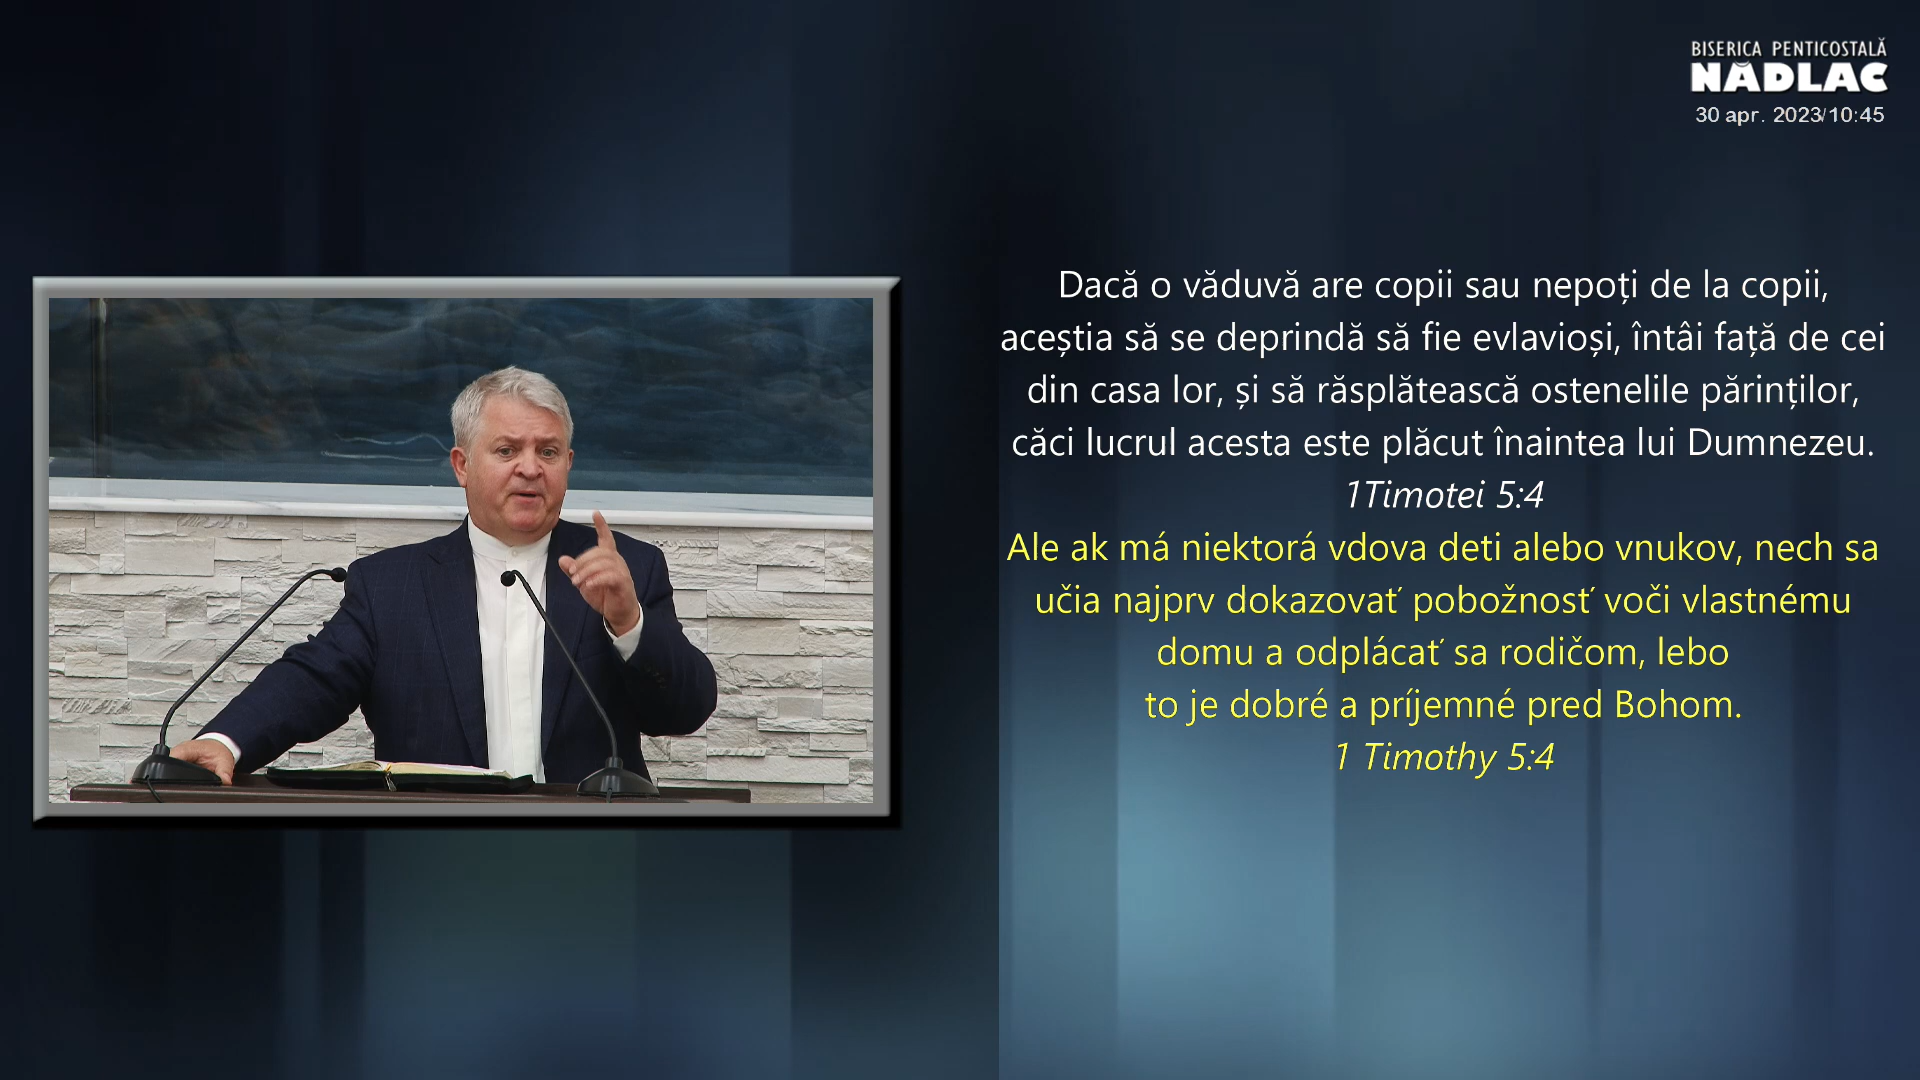 BISERICA PENTICOSTALĂ
NĂDLAC
30 apr. 2023/10:45
Dacă o văduvă are copii sau nepoți de la copii,
aceștia să se deprindă să fie evlavioși, întâi față de cei
din casa lor, și să răsplătească ostenelile părinților,
căci lucrul acesta este plăcut înaintea lui Dumnezeu.
1Timotei 5:4
Ale ak má niektorá vdova deti alebo vnukov, nech sa
učia najprv dokazovať pobožnosť voči vlastnému
domu a odplácať sa rodičom, lebo
to je dobré a príjemné pred Bohom.
1 Timothy 5:4